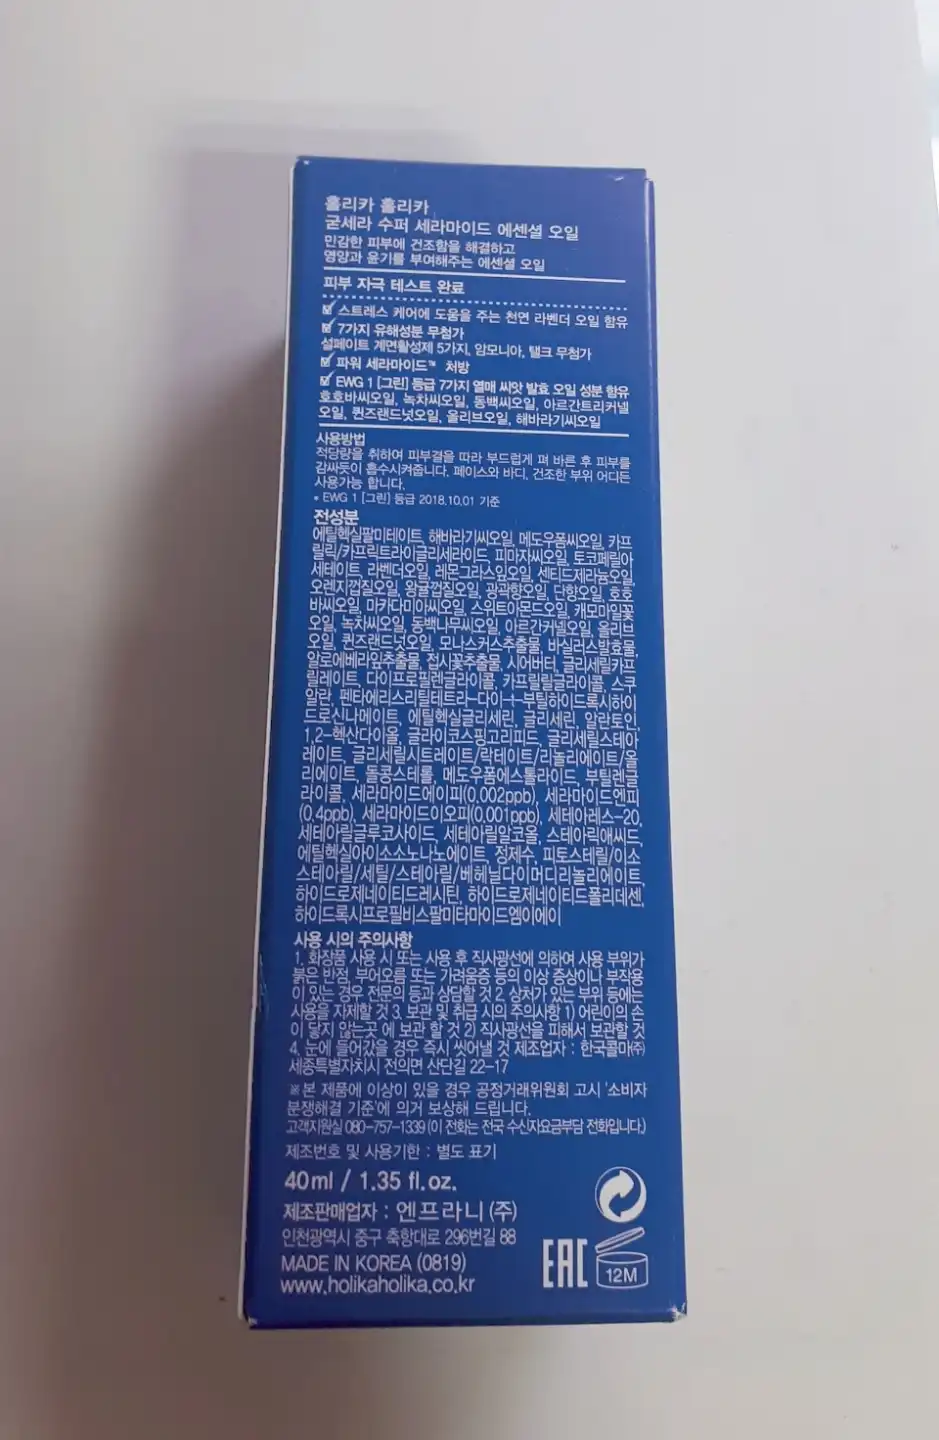 홀리카 홀리카
굳세라 수퍼 세라마이드 에센셜 오일
민감한 피부에 건조함을 해결하고
영양과 윤기를 부여해주는 에센셜 오일
피부 자극 테스트 완료
스트레스 케어에 도움을 주는 천연 라벤더 오일 함유
7가지 유해성분 무첨가
설페이트 계면활성제 5가지, 암모니아, 탤크 무첨가
파워 세라마이드™ 처방
EWG 1 [그린] 등급 7가지 열매 씨앗 발효 오일 성분 함유
호호바씨오일, 녹차씨오일, 동백씨오일, 아르간트리커넬
오일, 퀸즈랜드넛오일, 올리브오일, 해바라기씨오일
사용방법
적당량을 취하여 피부결을 따라 부드럽게 펴 바른 후 피부를
감싸듯이 흡수시켜줍니다. 페이스와 바디, 건조한 부위 어디든
사용가능 합니다.
* EWG 1 [그린] 등급 2018.10.01 기준
전성분
에틸헥실팔미테이트, 해바라기씨오일, 메도우폼씨오일, 카프
릴릭/카프릭트라이글리세라이드, 피마자씨오일, 토코페릴아
세테이트, 라벤더오일, 레몬그라스잎오일, 센티드제라늄오일,
오렌지껍질오일, 왕귤껍질오일, 광곽향오일, 단향오일, 호호
바씨오일, 마카다미아씨오일, 스위트아몬드오일, 캐모마일꽃
오일, 녹차씨오일, 동백나무씨오일, 아르간커넬오일, 올리브
오일, 퀸즈랜드넛오일, 모나스커스추출물, 바실러스발효물,
알로에베라잎추출물, 접시꽃추출물, 시어버터, 글리세릴카프
릴레이트, 다이프로필렌글라이콜, 카프릴릴글라이콜, 스쿠
알란, 펜타에리스리틸테트라-다이-t-부틸하이드록시하이
드로신나메이트, 에틸헥실글리세린, 글리세린, 알란토인,
1,2-헥산다이올, 글라이코스핑고리피드, 글리세릴스테아
레이트, 글리세릴시트레이트/락테이트/리놀리에이트/올
리에이트, 돌콩스테롤, 메도우폼에스톨라이드, 부틸렌글
라이콜, 세라마이드에이피(0.002ppb), 세라마이드엔피
(0.4ppb), 세라마이드이오피(0.001ppb), 세테아레스-20,
세테아릴글루코사이드, 세테아릴알코올, 스테아릭애씨드,
에틸헥실아이소소노나노에이트, 정제수, 피토스테릴/이소
스테아릴/세틸/스테아릴/베헤닐다이머디리놀리에이트,
하이드로제네이티드레시틴, 하이드로제네이티드폴리데센,
하이드록시프로필비스팔미타마이드엠이에이
사용 시의 주의사항
1. 화장품 사용 시 또는 사용 후 직사광선에 의하여 사용 부위가
붉은 반점, 부어오름 또는 가려움증 등의 이상 증상이나 부작용
이 있는 경우 전문의 등과 상담할 것 2. 상처가 있는 부위 등에는
사용을 자제할 것 3. 보관 및 취급 시의 주의사항 1) 어린이의 손
이 닿지 않는곳 에 보관 할 것 2) 직사광선을 피해서 보관할 것
4. 눈에 들어갔을 경우 즉시 씻어낼 것 제조업자 : 한국콜마㈜
세종특별자치시 전의면 산단길 22-17
※본 제품에 이상이 있을 경우 공정거래위원회 고시 '소비자
분쟁해결 기준'에 의거 보상해 드립니다.
고객지원실 080-757-1339 (이 전화는 전국 수신자요금부담 전화입니다.)
제조번호 및 사용기한 : 별도 표기
40ml / 1.35 fl.oz.
제조판매업자 : 엔프라니 (주)
인천광역시 중구 축항대로 296번길 88
MADE IN KOREA (0819)
www.holikaholika.co.kr
EAC
12M